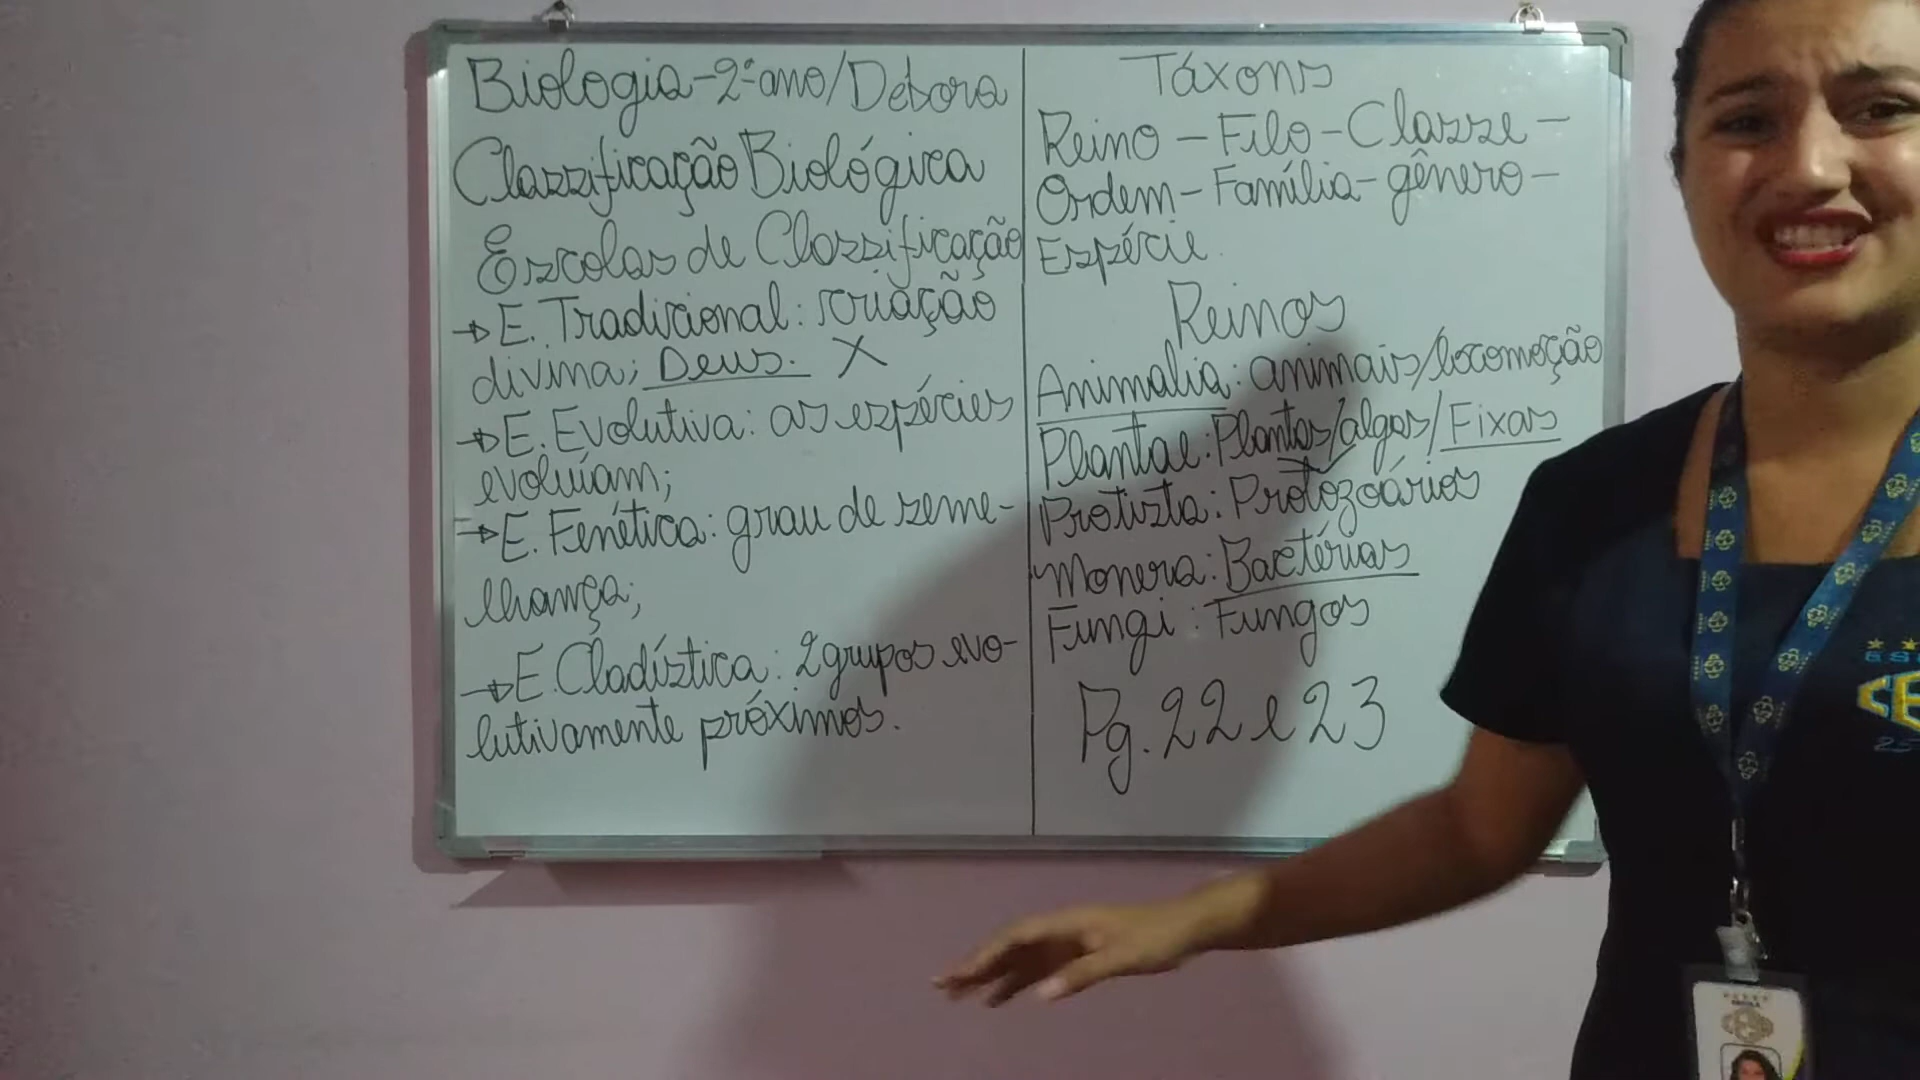 Biologia - 2º ano / Débora
Classificação Biológica
Escolas de Classificação
→ E. Tradicional: criação
divina; Deus. X
→ E. Evolutiva: as espécies
evoluíam;
→ E. Fenética: grau de seme-
lhança;
→ E. Cladística: 2 grupos evo-
lutivamente próximos.
Táxons
Reino - Filo - Classe -
Ordem - Família - gênero -
Espécie.
Reinos
Animalia: animais/locomoção
Plantae: Plantas/algas/Fixas
Protista: Protozoários
Monera: Bactérias
Fungi: Fungos
Pg. 22 e 23